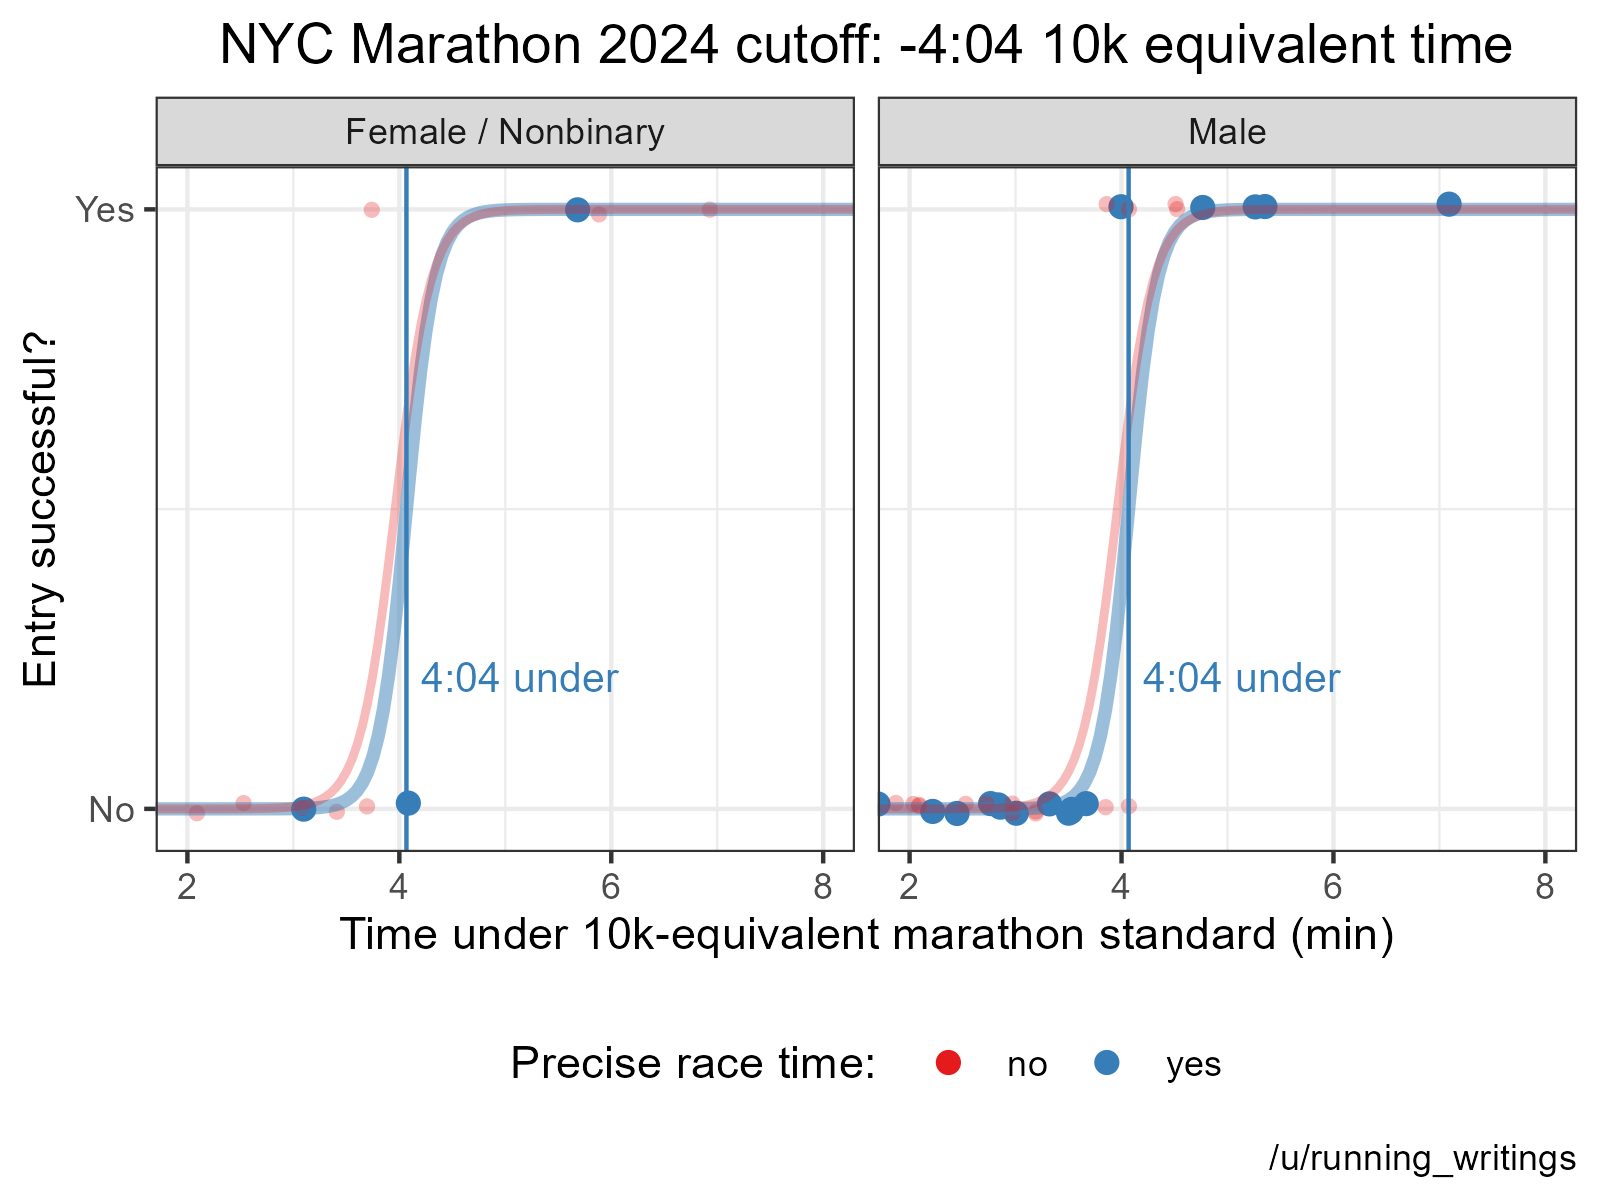 NYC Marathon 2024 cutoff: -4:04 10k equivalent time
Female / Nonbinary
Male
Entry successful?
Yes
No
4:04 under
4:04 under
2 4 6 8
2 4 6 8
Time under 10k-equivalent marathon standard (min)
Precise race time: no yes
/u/running_writings